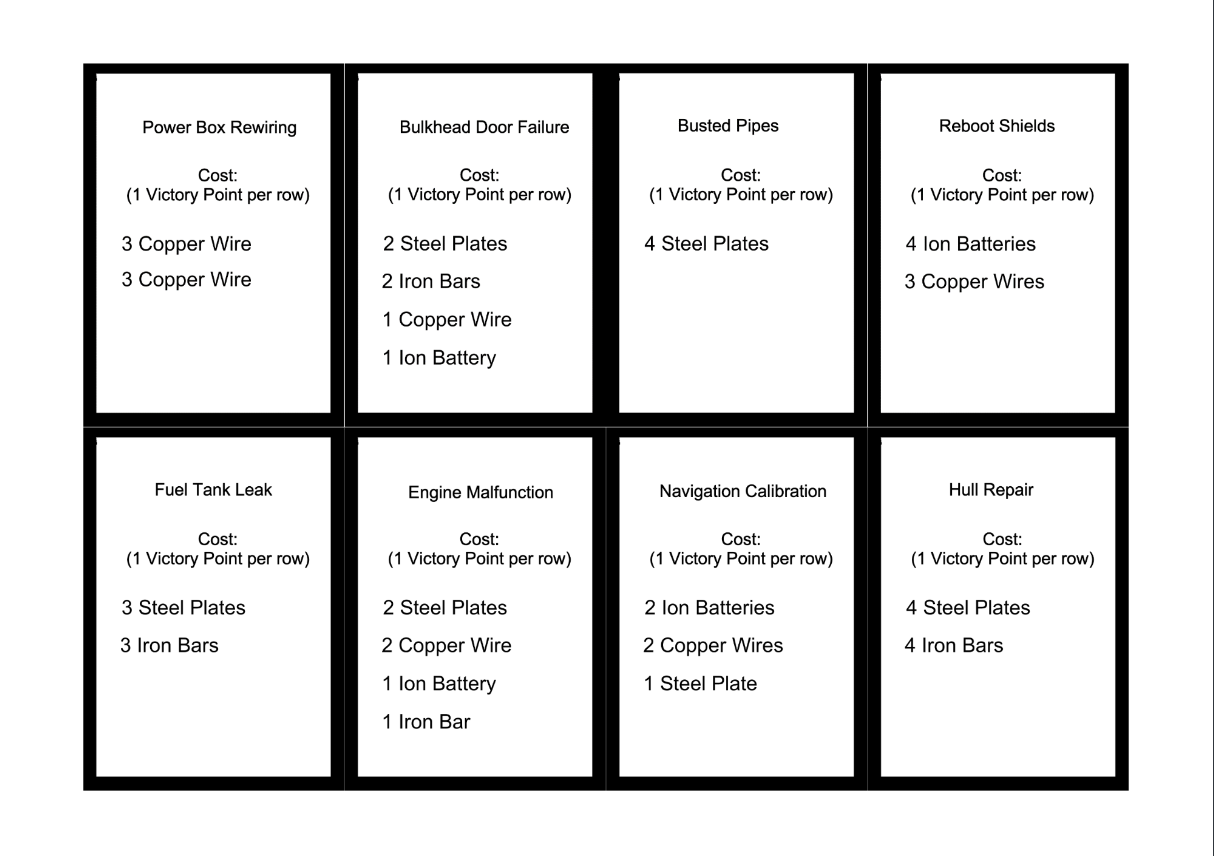 Power Box Rewiring
Cost:
(1 Victory Point per row)
3 Copper Wire
3 Copper Wire
Bulkhead Door Failure
Cost:
(1 Victory Point per row)
2 Steel Plates
2 Iron Bars
1 Copper Wire
1 Ion Battery
Busted Pipes
Cost:
(1 Victory Point per row)
4 Steel Plates
Reboot Shields
Cost:
(1 Victory Point per row)
4 Ion Batteries
3 Copper Wires
Fuel Tank Leak
Cost:
(1 Victory Point per row)
3 Steel Plates
3 Iron Bars
Engine Malfunction
Cost:
(1 Victory Point per row)
2 Steel Plates
2 Copper Wire
1 Ion Battery
1 Iron Bar
Navigation Calibration
Cost:
(1 Victory Point per row)
2 Ion Batteries
2 Copper Wires
1 Steel Plate
Hull Repair
Cost:
(1 Victory Point per row)
4 Steel Plates
4 Iron Bars